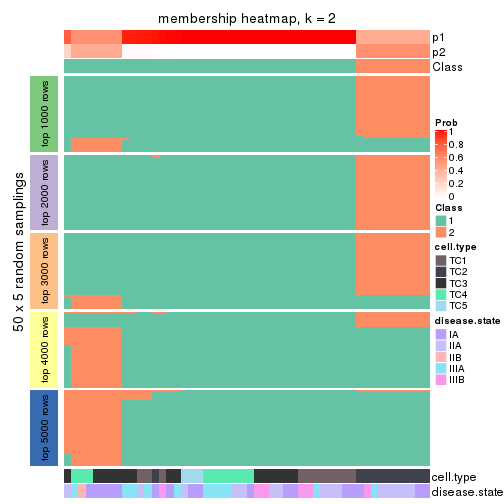 membership heatmap, k = 2
p1
p2
Class
50 x 5 random samplings
top 1000 rows
top 2000 rows
top 3000 rows
top 4000 rows
top 5000 rows
Prob
1
0.8
0.6
0.4
0.2
0
Class
1
2
cell.type
TC1
TC2
TC3
TC4
TC5
disease.state
IA
IIA
IIB
IIIA
IIIB
cell.type
disease.state